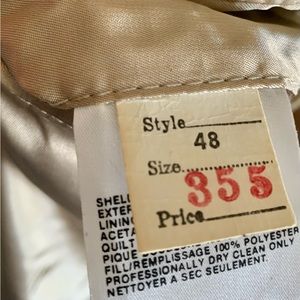 Style
48
Size
355
Price
SHELL
EXTER
LINING
ACETA
QUILT
PIQUE
FILL/REMPLISSAGE 100% POLYESTER
PROFESSIONALLY DRY CLEAN ONLY
NETTOYER A SEC SEULEMENT.